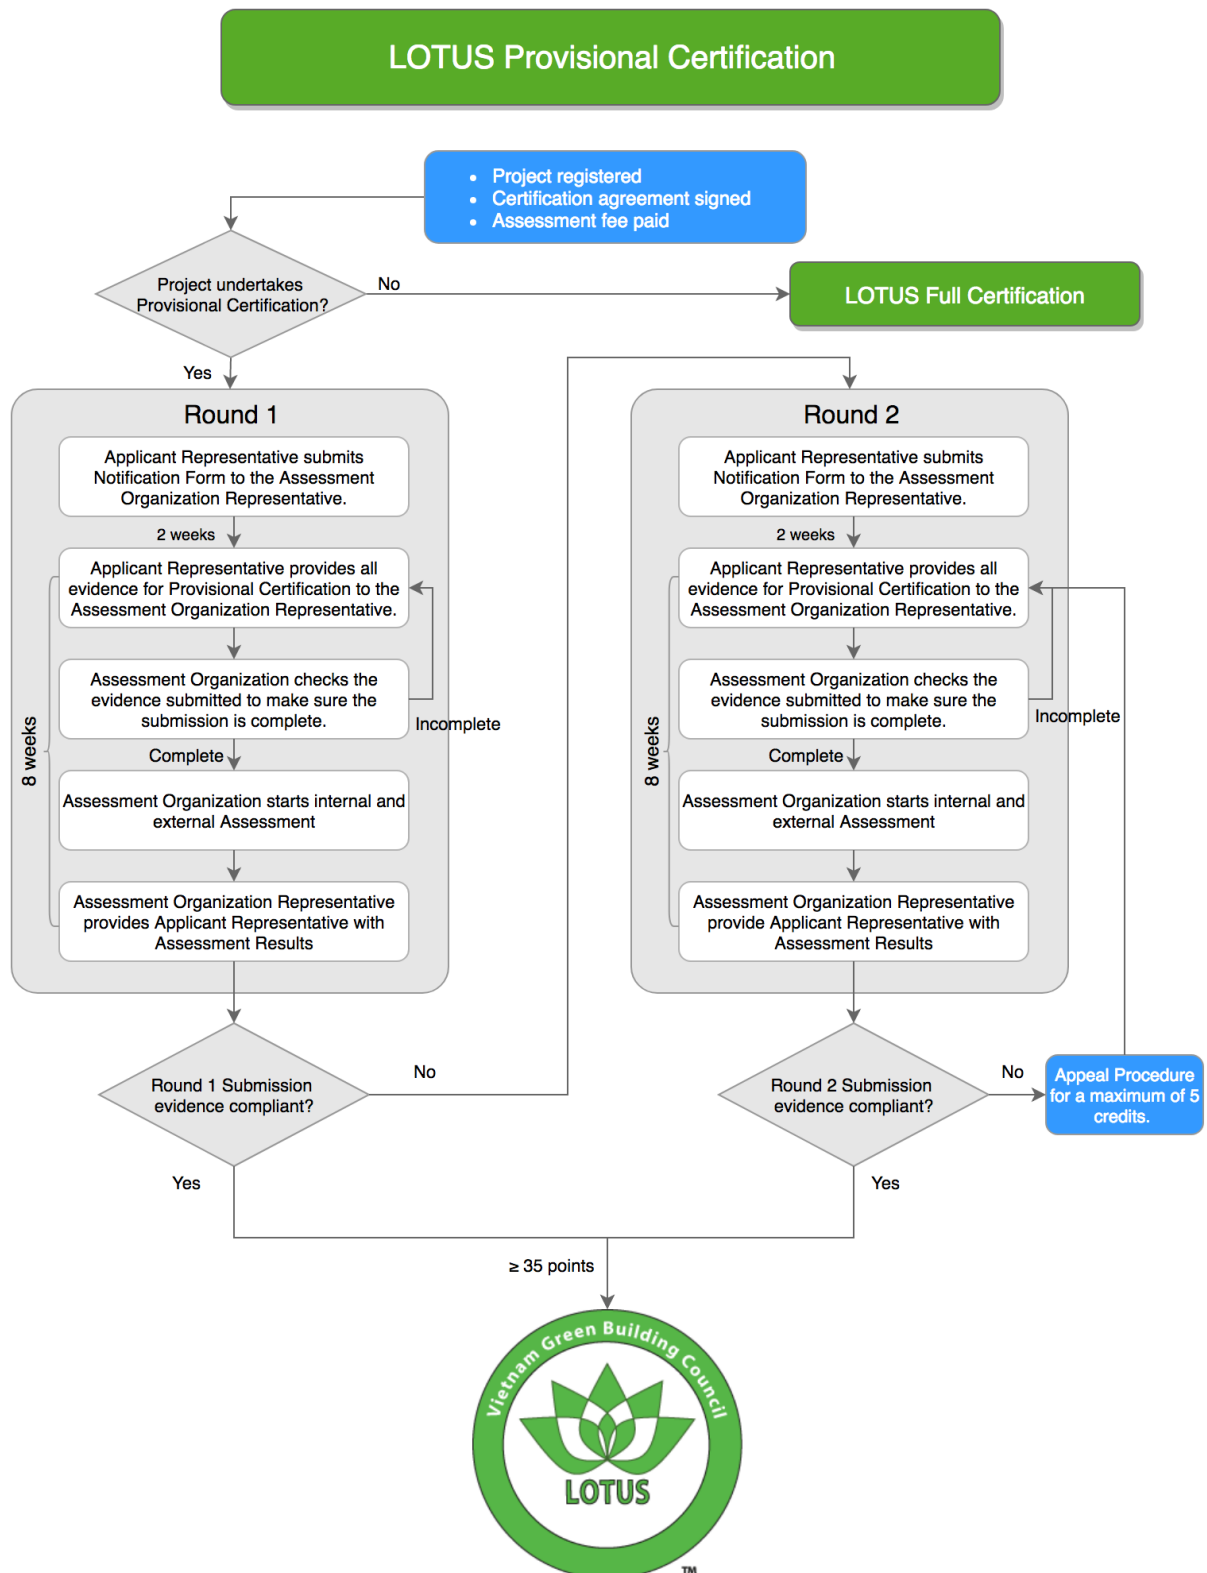 LOTUS Provisional Certification
• Project registered
• Certification agreement signed
• Assessment fee paid
Project undertakes
Provisional Certification?
No
LOTUS Full Certification
Yes
Round 1
Applicant Representative submits
Notification Form to the Assessment
Organization Representative.
2 weeks
Applicant Representative provides all
evidence for Provisional Certification to the
Assessment Organization Representative.
Assessment Organization checks the
evidence submitted to make sure the
submission is complete.
Incomplete
Complete
8 weeks
Assessment Organization starts internal and
external Assessment
Assessment Organization Representative
provides Applicant Representative with
Assessment Results
Round 1 Submission
evidence compliant?
No
Yes
Round 2
Applicant Representative submits
Notification Form to the Assessment
Organization Representative.
2 weeks
Applicant Representative provides all
evidence for Provisional Certification to the
Assessment Organization Representative.
Assessment Organization checks the
evidence submitted to make sure the
submission is complete.
Incomplete
Complete
8 weeks
Assessment Organization starts internal and
external Assessment
Assessment Organization Representative
provide Applicant Representative with
Assessment Results
Round 2 Submission
evidence compliant?
No
Appeal Procedure
for a maximum of 5
credits.
Yes
≥ 35 points
Vietnam Green Building Council
LOTUS
TM